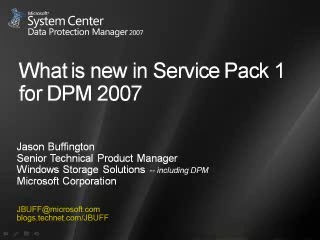 Microsoft
System Center
Data Protection Manager 2007
What is new in Service Pack 1
for DPM 2007
Jason Buffington
Senior Technical Product Manager
Windows Storage Solutions -- including DPM
Microsoft Corporation
JBUFF@microsoft.com
blogs.technet.com/JBUFF